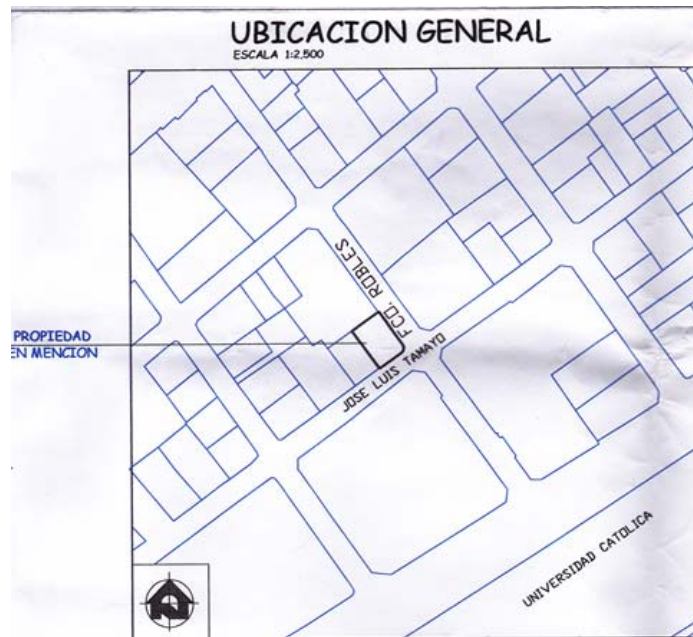 UBICACION GENERAL
ESCALA 1:2,500
FCO. ROBLES
PROPIEDAD
EN MENCION
JOSE LUIS TAMAYO
UNIVERSIDAD CATOLICA